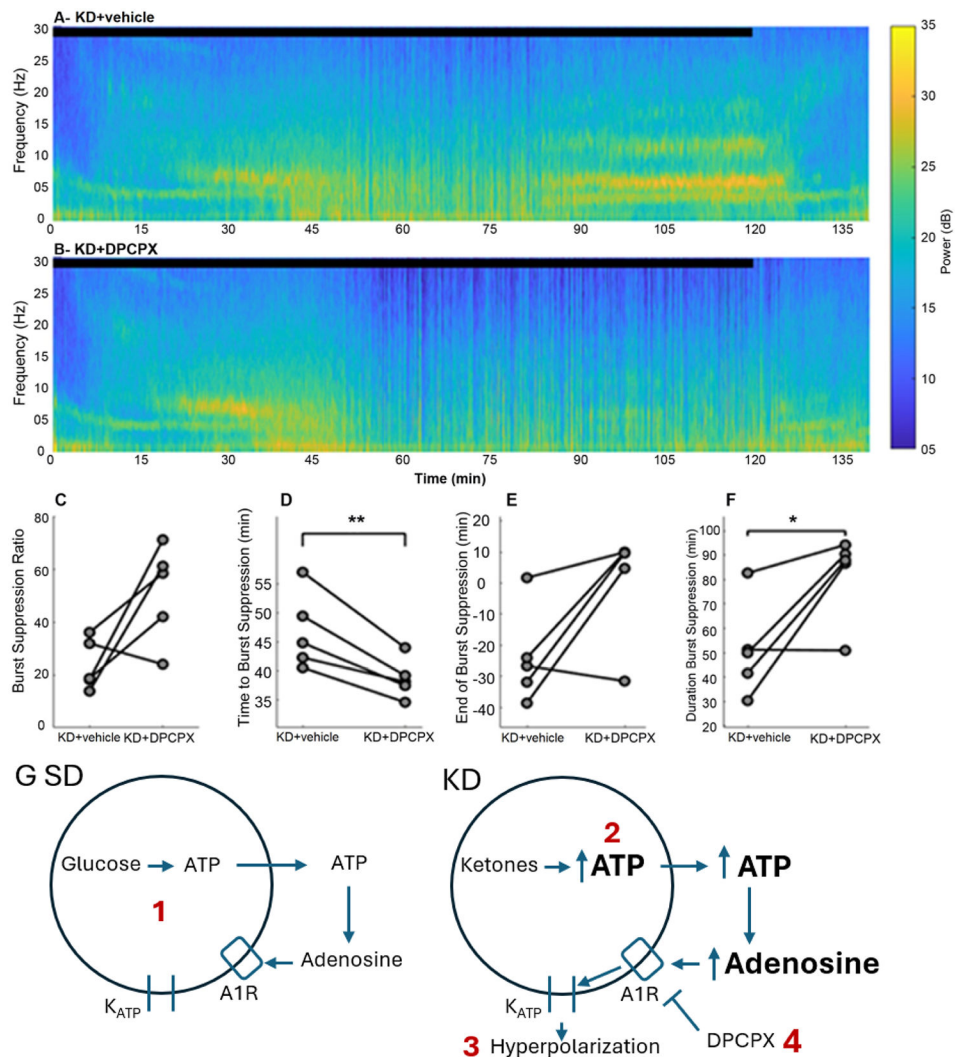 A- KD+vehicle
30
25
20
15
10
05
0
Frequency (Hz)
0 15 30 45 60 75 90 105 120 135
B- KD+DPCPX
30
25
20
15
10
05
0
Frequency (Hz)
0 15 30 45 60 75 90 105 120 135
Time (min)
35
30
25
20
15
10
05
Power (dB)
C
80
60
40
20
0
Burst Suppression Ratio
KD+vehicle KD+DPCPX
D
**
55
50
45
40
35
Time to Burst Suppression (min)
KD+vehicle KD+DPCPX
E
20
10
0
-10
-20
-30
-40
End of Burst Suppression (min)
KD+vehicle KD+DPCPX
F
*
100
90
80
70
60
50
40
30
20
Duration Burst Suppression (min)
KD+vehicle KD+DPCPX
G SD
Glucose ATP ATP
1
Adenosine
A1R
KATP
KD
2
Ketones ATP ATP
Adenosine
A1R
KATP
DPCPX 4
3 Hyperpolarization